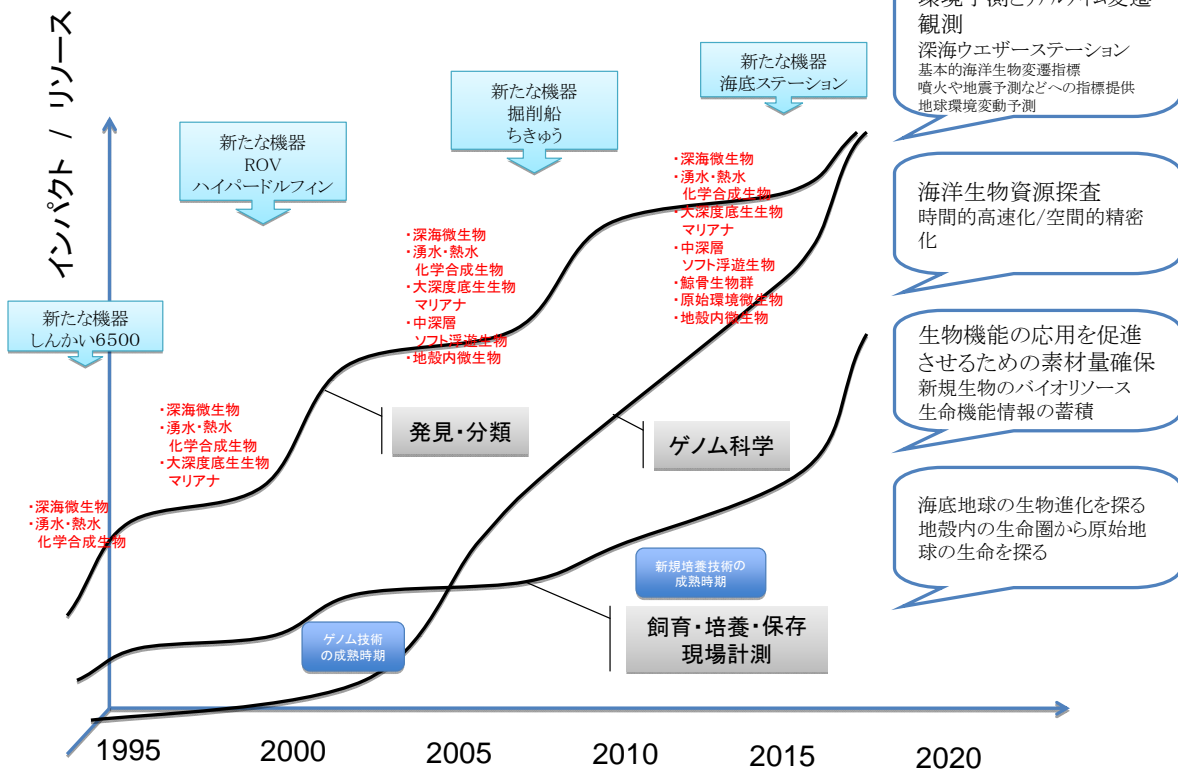 インパクト / リソース
新たな機器
しんかい6500
新たな機器
ROV
ハイパードルフィン
新たな機器
掘削船
ちきゅう
新たな機器
海底ステーション
・深海微生物
・湧水・熱水
化学合成生物
・深海微生物
・湧水・熱水
化学合成生物
・大深度底生生物
マリアナ
・深海微生物
・湧水・熱水
化学合成生物
・大深度底生生物
マリアナ
・中深層
ソフト浮遊生物
・地殻内微生物
・深海微生物
・湧水・熱水
化学合成生物
・大深度底生生物
マリアナ
・中深層
ソフト浮遊生物
・鯨骨生物群
・原始環境微生物
・地殻内微生物
発見・分類
ゲノム科学
飼育・培養・保存
現場計測
ゲノム技術
の成熟時期
新規培養技術の
成熟時期
観測
深海ウエザーステーション
基本的海洋生物変遷指標
噴火や地震予測などへの指標提供
地球環境変動予測
海洋生物資源探査
時間的高速化/空間的精密
化
生物機能の応用を促進
させるための素材量確保
新規生物のバイオリソース
生命機能情報の蓄積
海底地球の生物進化を探る
地殻内の生命圏から原始地
球の生命を探る
1995
2000
2005
2010
2015
2020